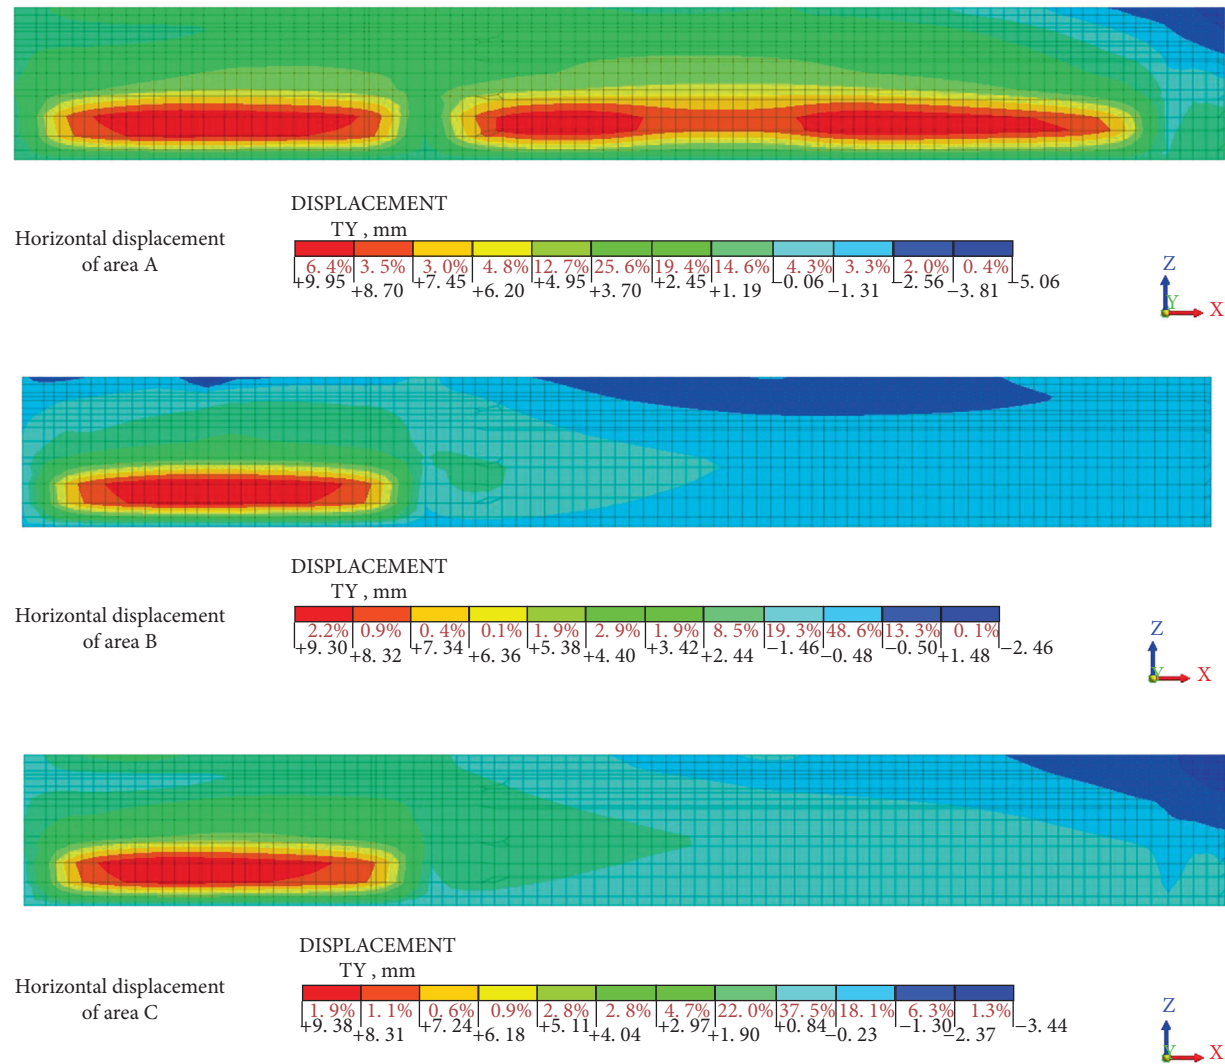 DISPLACEMENT
TY , mm
Horizontal displacement
of area A
6. 4% 3. 5% 3. 0% 4. 8% 12. 7% 25. 6% 19. 4% 14. 6% 4. 3% 3. 3% 2. 0% 0. 4%
+9. 95 +7. 45 +4. 95 +2. 45 −0. 06 −2. 56 −5. 06
+8. 70 +6. 20 +3. 70 +1. 19 −1. 31 −3. 81
Z
Y
X
DISPLACEMENT
TY , mm
Horizontal displacement
of area B
2.2% 0.9% 0.4% 0.1% 1.9% 2.9% 1.9% 8.5% 19.3% 48.6% 13.3% 0. 1%
+9. 30 +7. 34 +5. 38 +3. 42 −1. 46 −0. 50 −2. 46
+8. 32 +6. 36 +4. 40 +2. 44 −0. 48 +1. 48
Z
Y
X
DISPLACEMENT
TY , mm
Horizontal displacement
of area C
1. 9% 1. 1% 0. 6% 0. 9% 2. 8% 2. 8% 4. 7% 22. 0% 37. 5% 18. 1% 6. 3% 1. 3%
+9. 38 +7. 24 +5. 11 +2. 97 +0. 84 −1. 30 −3. 44
+8. 31 +6. 18 +4. 04 +1. 90 −0. 23 −2. 37
Z
Y
X